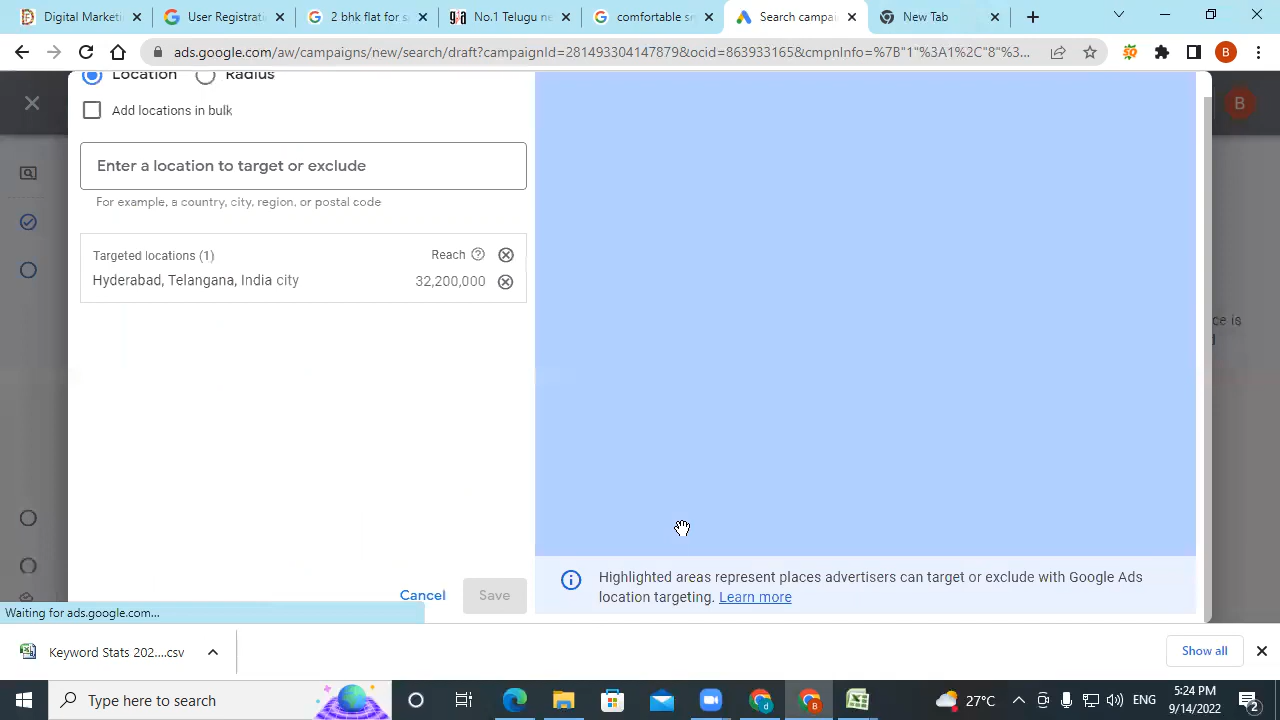 Digital Marketi
User Registrati
2 bhk flat for s
No.1 Telugu ne
comfortable sn
Search campai
New Tab
ads.google.com/aw/campaigns/new/search/draft?campaignId=281493304147879&ocid=863933165&cmpnInfo=%7B"1"%3A1%2C"8"%3...
B
Location
Radius
B
Add locations in bulk
Enter a location to target or exclude
For example, a country, city, region, or postal code
Targeted locations (1)
Reach
Hyderabad, Telangana, India city
32,200,000
ce is
Cancel
Save
Highlighted areas represent places advertisers can target or exclude with Google Ads
location targeting. Learn more
Waiting for ads.google.com...
Keyword Stats 202....csv
Show all
Type here to search
27°C
ENG
5:24 PM
9/14/2022
2